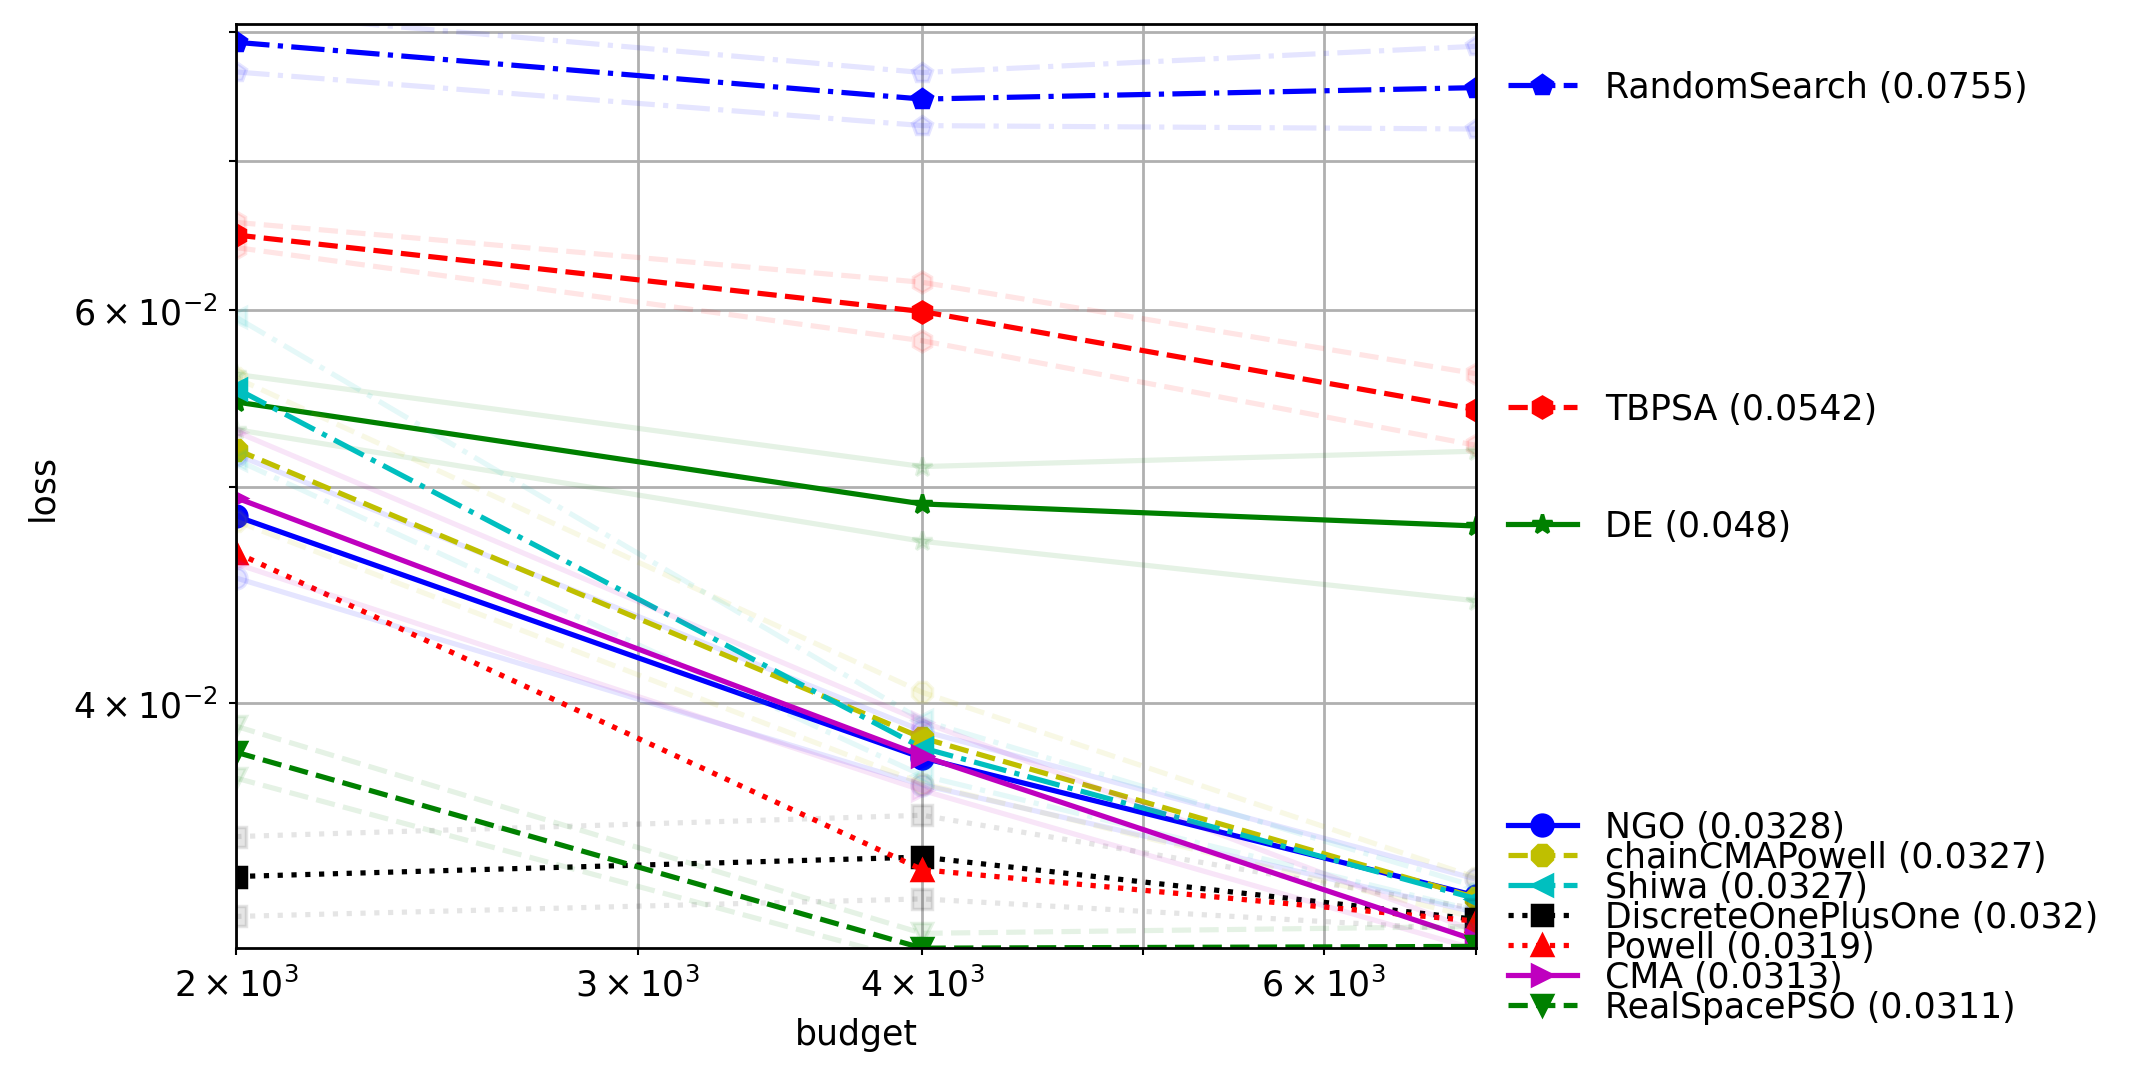 RandomSearch (0.0755)
6 × 10⁻²
TBPSA (0.0542)
loss
DE (0.048)
4 × 10⁻²
NGO (0.0328)
chainCMAPowell (0.0327)
Shiwa (0.0327)
DiscreteOnePlusOne (0.032)
Powell (0.0319)
CMA (0.0313)
RealSpacePSO (0.0311)
2 × 10³ 3 × 10³ 4 × 10³ 6 × 10³
budget